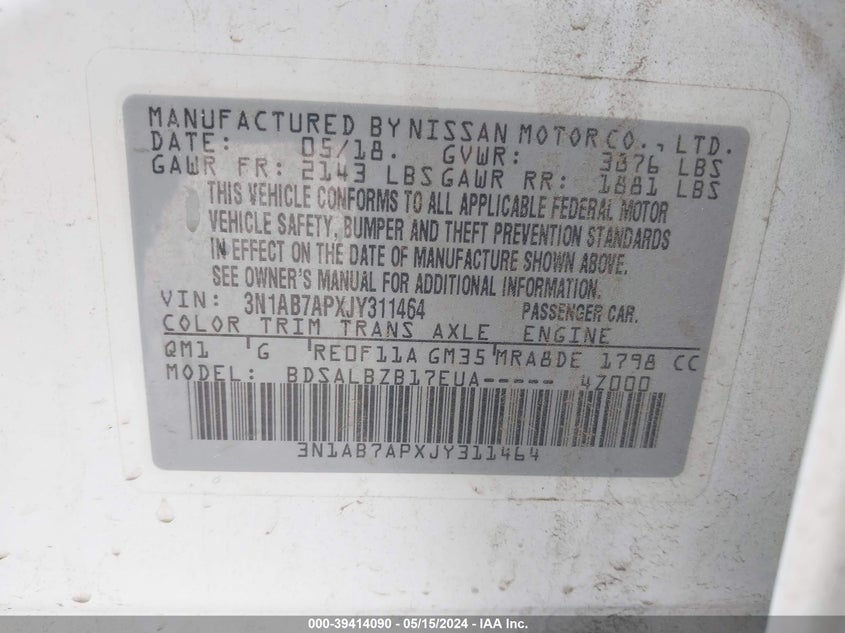 MANUFACTURED BY NISSAN MOTOR CO., LTD.
DATE: 05/18. GVWR: 3876 LBS
GAWR FR: 2143 LBS GAWR RR: 1881 LBS
THIS VEHICLE CONFORMS TO ALL APPLICABLE FEDERAL MOTOR
VEHICLE SAFETY, BUMPER AND THEFT PREVENTION STANDARDS
IN EFFECT ON THE DATE OF MANUFACTURE SHOWN ABOVE.
SEE OWNER'S MANUAL FOR ADDITIONAL INFORMATION.
VIN: 3N1AB7APXJY311464 PASSENGER CAR.
COLOR TRIM TRANS AXLE ENGINE
QM1 G RE0F11A GM35 MRA8DE 1798 CC
MODEL: BDSALBZB17EUA----- 4Z000
3N1AB7APXJY311464
000-39414090 - 05/15/2024 - IAA Inc.